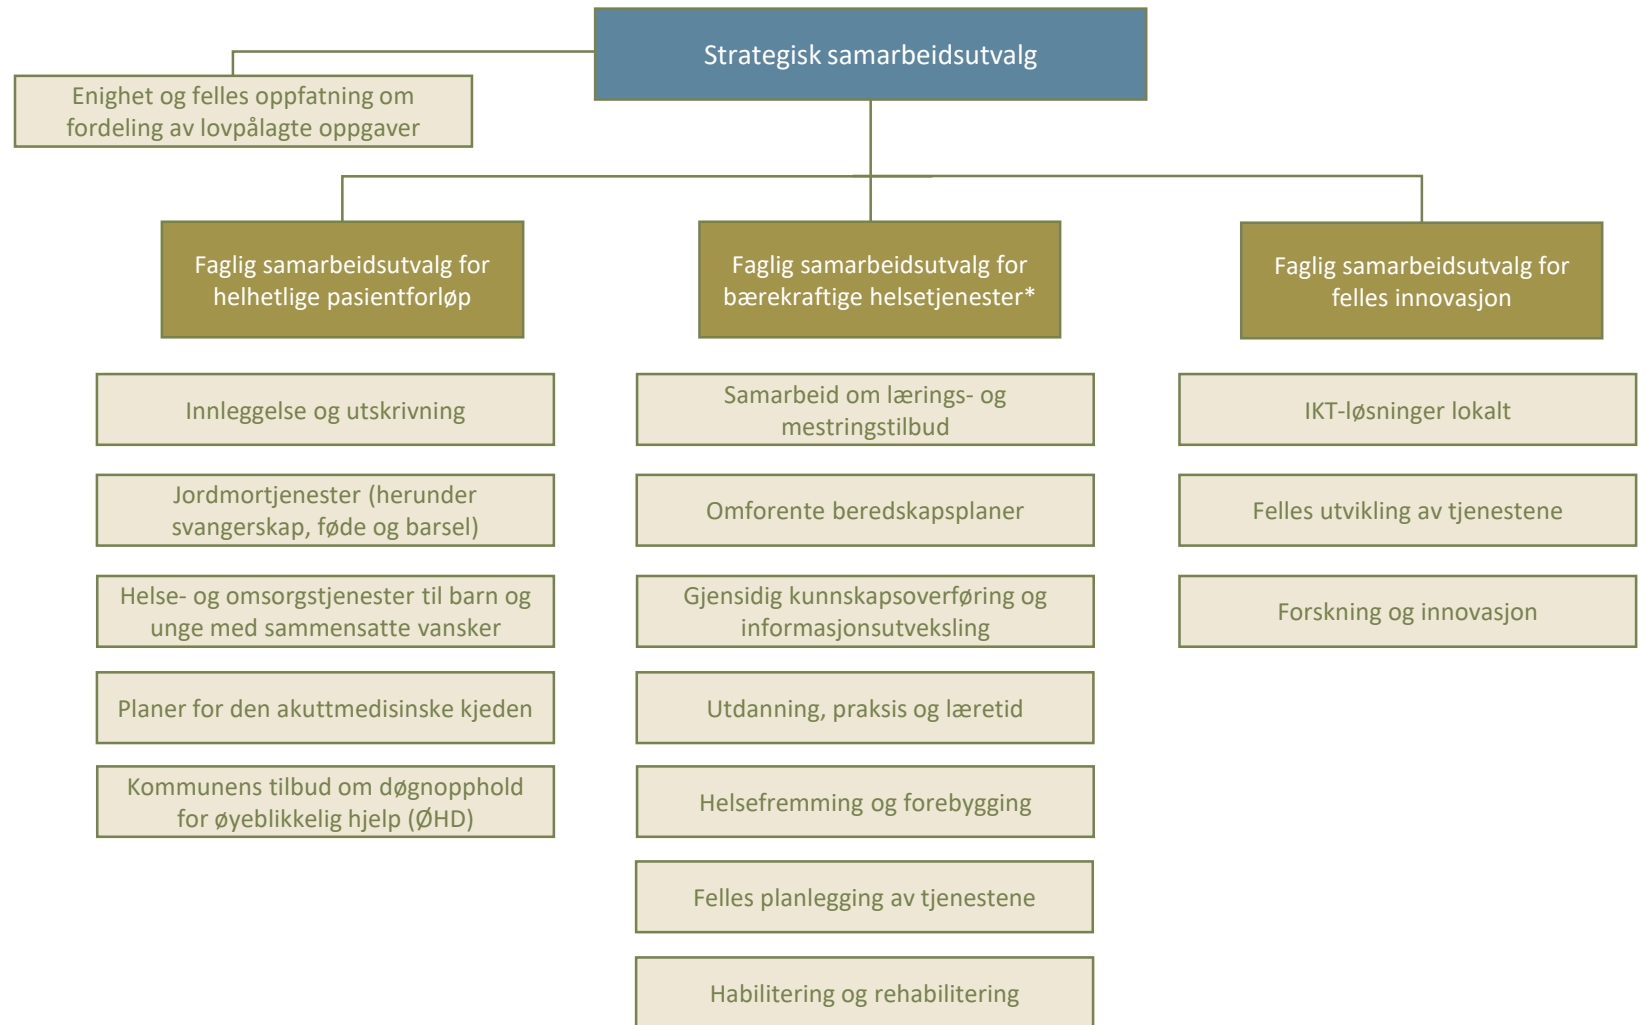 Strategisk samarbeidsutvalg
Enighet og felles oppfatning om
fordeling av lovpålagte oppgaver
Faglig samarbeidsutvalg for
helhetlige pasientforløp
Innleggelse og utskrivning
Jordmortjenester (herunder
svangerskap, føde og barsel)
Helse- og omsorgstjenester til barn og
unge med sammensatte vansker
Planer for den akuttmedisinske kjeden
Kommunens tilbud om døgnopphold
for øyeblikkelig hjelp (ØHD)
Faglig samarbeidsutvalg for
bærekraftige helsetjenester*
Samarbeid om lærings- og
mestringstilbud
Omforente beredskapsplaner
Gjensidig kunnskapsoverføring og
informasjonsutveksling
Utdanning, praksis og læretid
Helsefremming og forebygging
Felles planlegging av tjenestene
Habilitering og rehabilitering
Faglig samarbeidsutvalg for
felles innovasjon
IKT-løsninger lokalt
Felles utvikling av tjenestene
Forskning og innovasjon